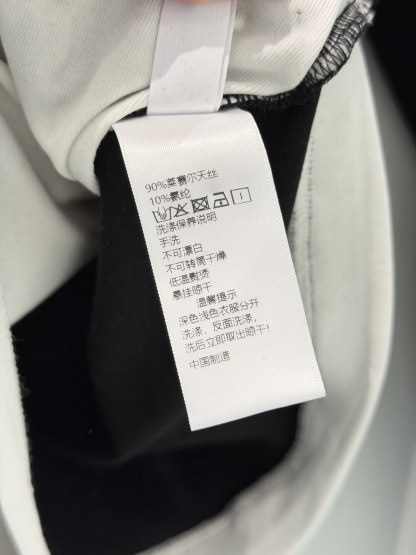 90%莱赛尔天丝
10%氨纶
洗涤保养说明
手洗
不可漂白
不可转笼干燥
低温熨烫
悬挂晾干
温馨提示
深色浅色衣服分开
洗涤，反面洗涤，
洗后立即取出晾干！
中国制造